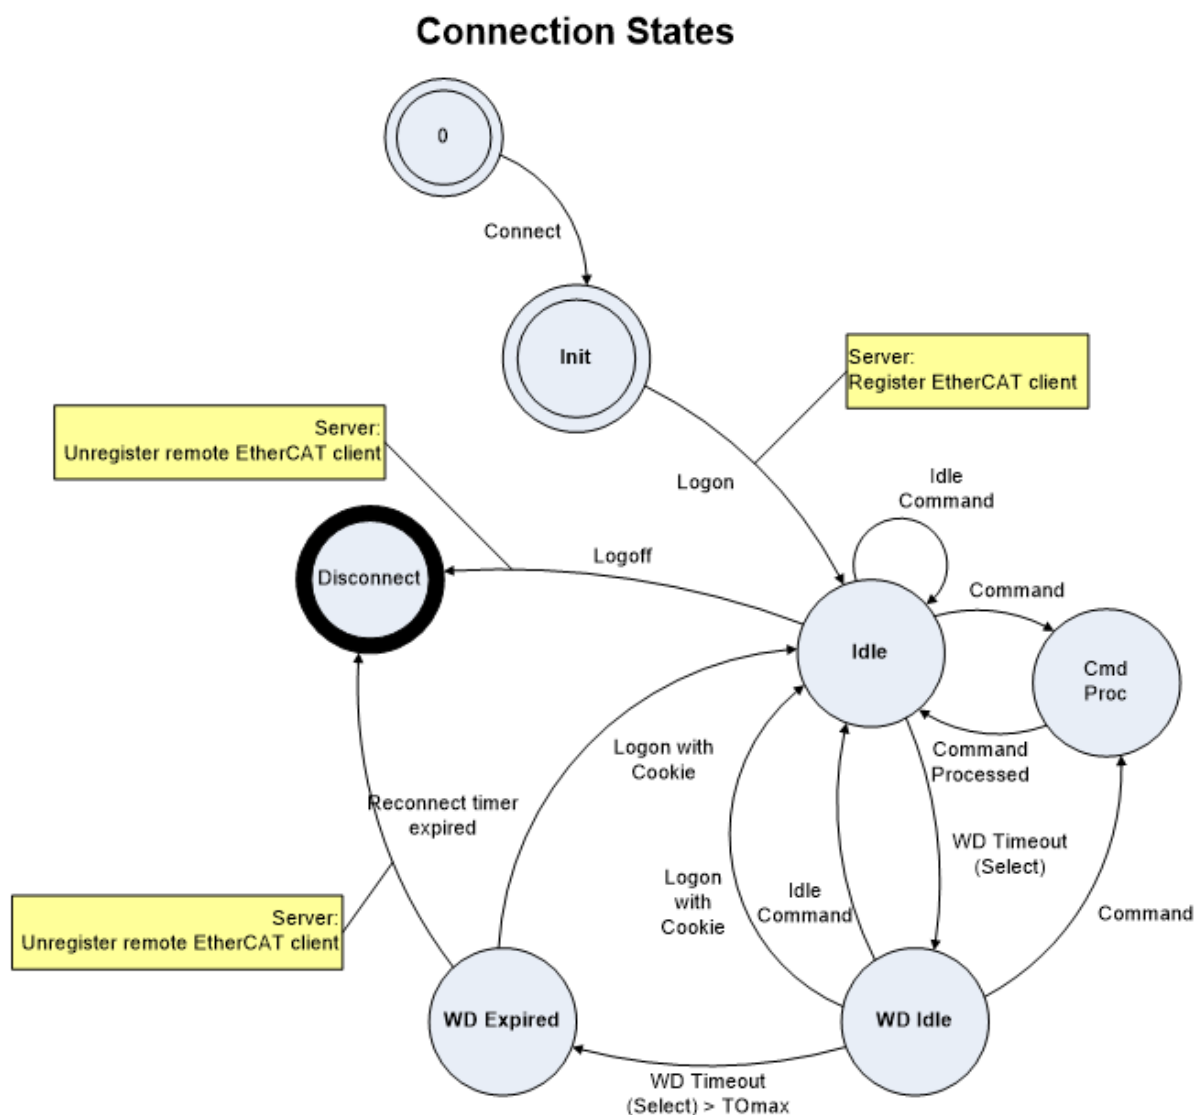 Connection States
0
Connect
Init
Server:
Register EtherCAT client
Server:
Unregister remote EtherCAT client
Logon
Idle
Command
Logoff
Disconnect
Command
Idle
Cmd
Proc
Logon with
Cookie
Command
Processed
Reconnect timer
expired
WD Timeout
(Select)
Logon
with
Cookie
Idle
Command
Command
Server:
Unregister remote EtherCAT client
WD Expired
WD Idle
WD Timeout
(Select) > TOmax